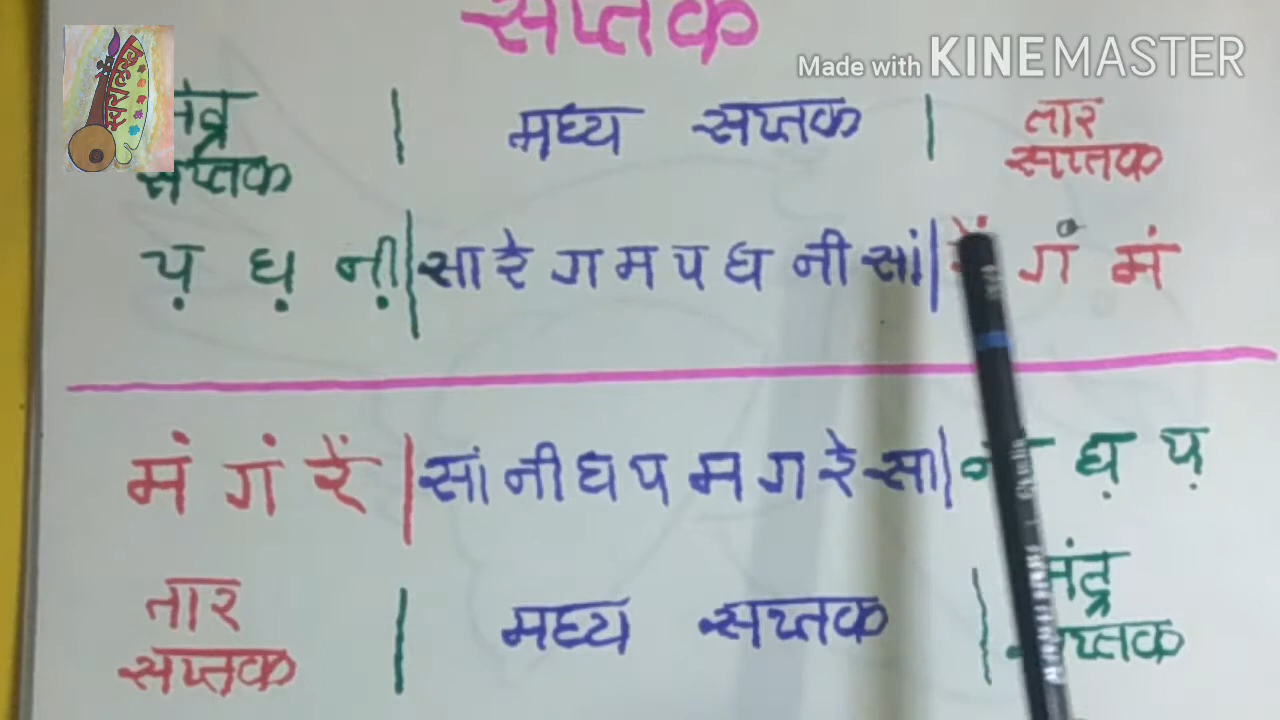 सप्तक
Made with KINEMASTER
मंद्र सप्तक | मध्य सप्तक | तार सप्तक
प़ ध़ ऩी | सा रे ग म प ध नी सां | रें गं मं
मं गं रें | सां नी ध प म ग रे सा | ध़ प़
तार सप्तक | मध्य सप्तक | मंद्र सप्तक